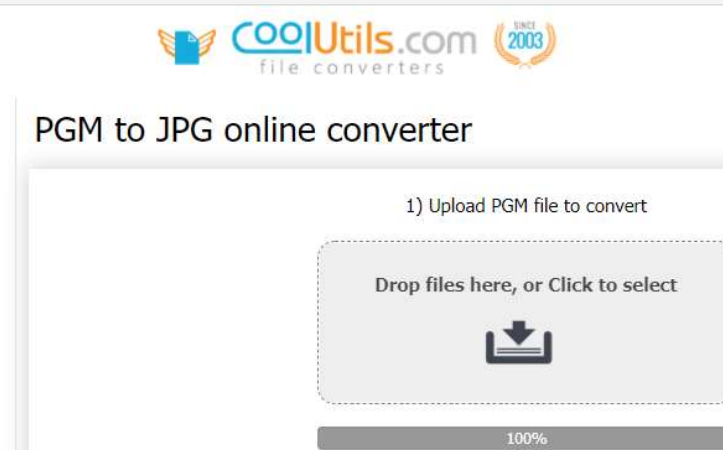 COOlUtils.com
SINCE
2003
file converters
PGM to JPG online converter
1) Upload PGM file to convert
Drop files here, or Click to select
100%